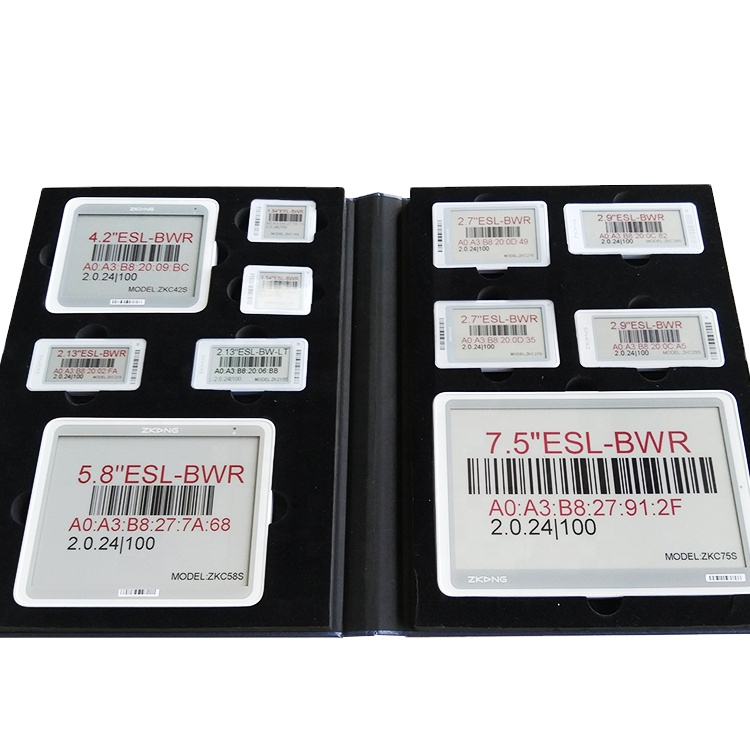 ZKONG
4.2"ESL-BWR
A0:A3:B8:20:09:BC
2.0.24|100
MODEL:ZKC42S
2.13"ESL-BWR
A0:A3:B8:20:02:FA
2.0.24|100
2.13"ESL-BW-LT
A0:A3:B8:20:06:B8
2.0.24|100
ZKONG
5.8"ESL-BWR
A0:A3:B8:27:7A:68
2.0.24|100
MODEL:ZKC58S
2.7"ESL-BWR
A0:A3:B8:20:0D:49
2.0.24|100
2.9"ESL-BWR
A0:A3:B8:20:0C:82
2.0.24|100
2.7"ESL-BWR
A0:A3:B8:20:0D:35
2.0.24|100
2.9"ESL-BWR
A0:A3:B8:20:0C:A5
2.0.24|100
7.5"ESL-BWR
A0:A3:B8:27:91:2F
2.0.24|100
MODEL:ZKC75S
ZKONG